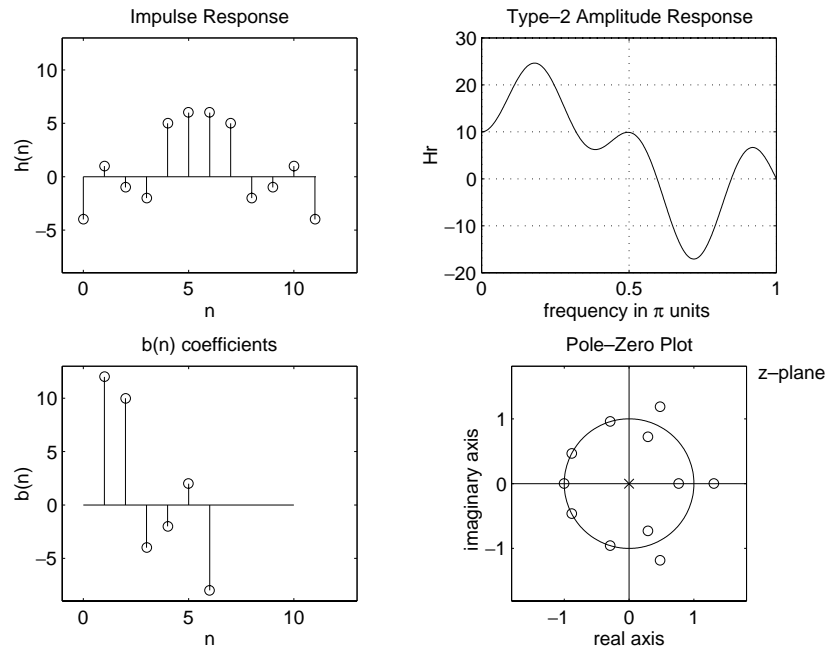 Impulse Response
10
5
0
−5
h(n)
0
5
10
n
Type−2 Amplitude Response
30
20
10
0
−10
−20
Hr
0
0.5
1
frequency in π units
b(n) coefficients
10
5
0
−5
b(n)
0
5
10
n
Pole−Zero Plot
z−plane
1
0
−1
imaginary axis
−1
0
1
real axis